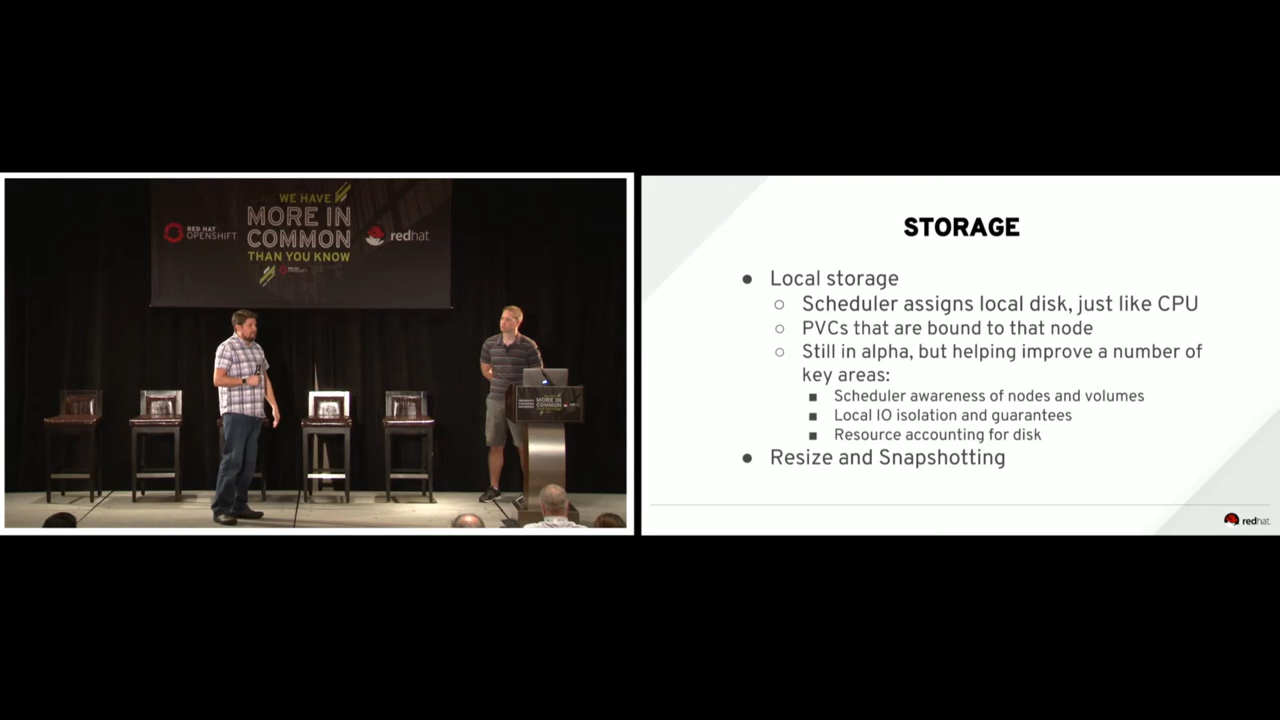 WE HAVE
MORE IN
COMMON
THAN YOU KNOW
RED HAT
OPENSHIFT
redhat.
STORAGE
● Local storage
○ Scheduler assigns local disk, just like CPU
○ PVCs that are bound to that node
○ Still in alpha, but helping improve a number of
key areas:
■ Scheduler awareness of nodes and volumes
■ Local IO isolation and guarantees
■ Resource accounting for disk
● Resize and Snapshotting
redhat.
MORE IN
COMMON